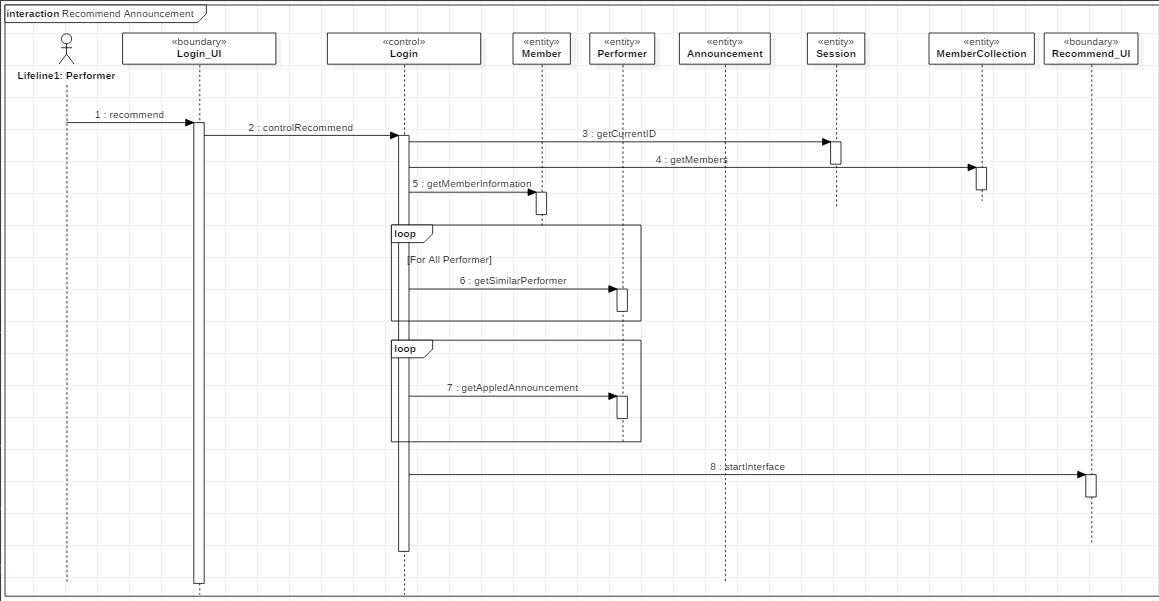 interaction Recommend Announcement
Lifeline1: Performer
«boundary»
Login_UI
«control»
Login
«entity»
Member
«entity»
Performer
«entity»
Announcement
«entity»
Session
«entity»
MemberCollection
«boundary»
Recommend_UI
1 : recommend
2 : controlRecommend
3 : getCurrentID
4 : getMembers
5 : getMemberInformation
loop
[For All Performer]
6 : getSimilarPerformer
loop
7 : getAppledAnnouncement
8 : startInterface